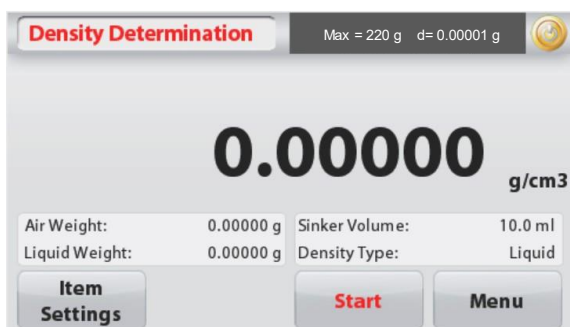 Density Determination
Max = 220 g d= 0.00001 g
0.00000
g/cm3
Air Weight: 0.00000 g Sinker Volume: 10.0 ml
Liquid Weight: 0.00000 g Density Type: Liquid
Item
Settings
Start
Menu